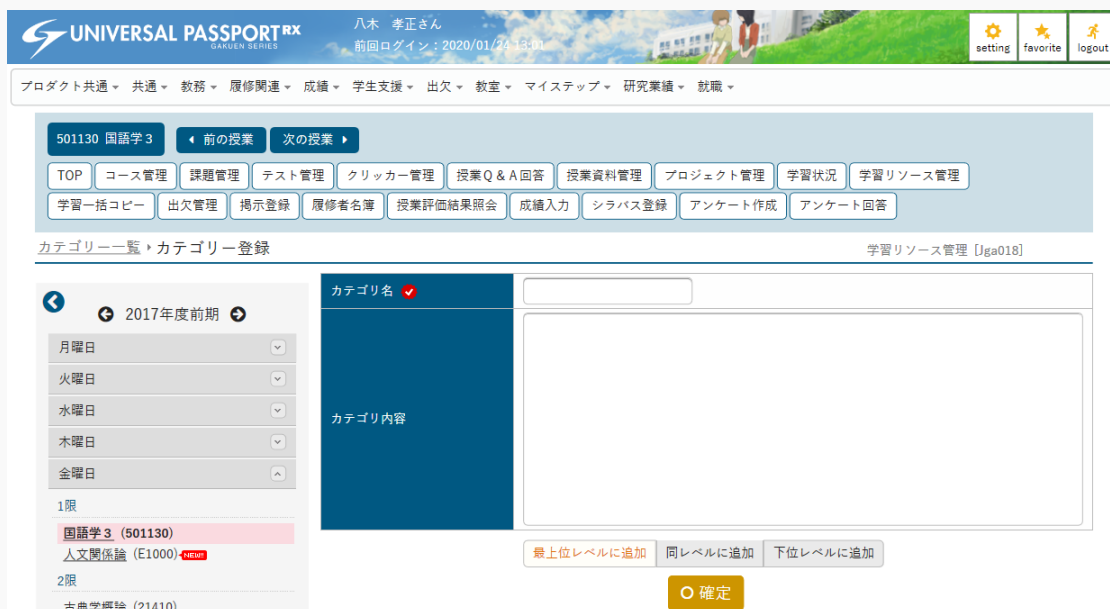 UNIVERSAL PASSPORT RX
GAKUEN SERIES
八木 孝正さん
前回ログイン：2020/01/24 13:01
setting favorite logout
プロダクト共通 共通 教務 履修関連 成績 学生支援 出欠 教室 マイステップ 研究業績 就職
501130 国語学３ 前の授業 次の授業
TOP コース管理 課題管理 テスト管理 クリッカー管理 授業Ｑ＆Ａ回答 授業資料管理 プロジェクト管理 学習状況 学習リソース管理
学習一括コピー 出欠管理 掲示登録 履修者名簿 授業評価結果照会 成績入力 シラバス登録 アンケート作成 アンケート回答
カテゴリー一覧 カテゴリー登録 学習リソース管理 [Jga018]
2017年度前期
月曜日
火曜日
水曜日
木曜日
金曜日
1限
国語学３ (501130)
人文関係論 (E1000) NEW!!
2限
古典学概論 (21410)
カテゴリ名
カテゴリ内容
最上位レベルに追加 同レベルに追加 下位レベルに追加
確定